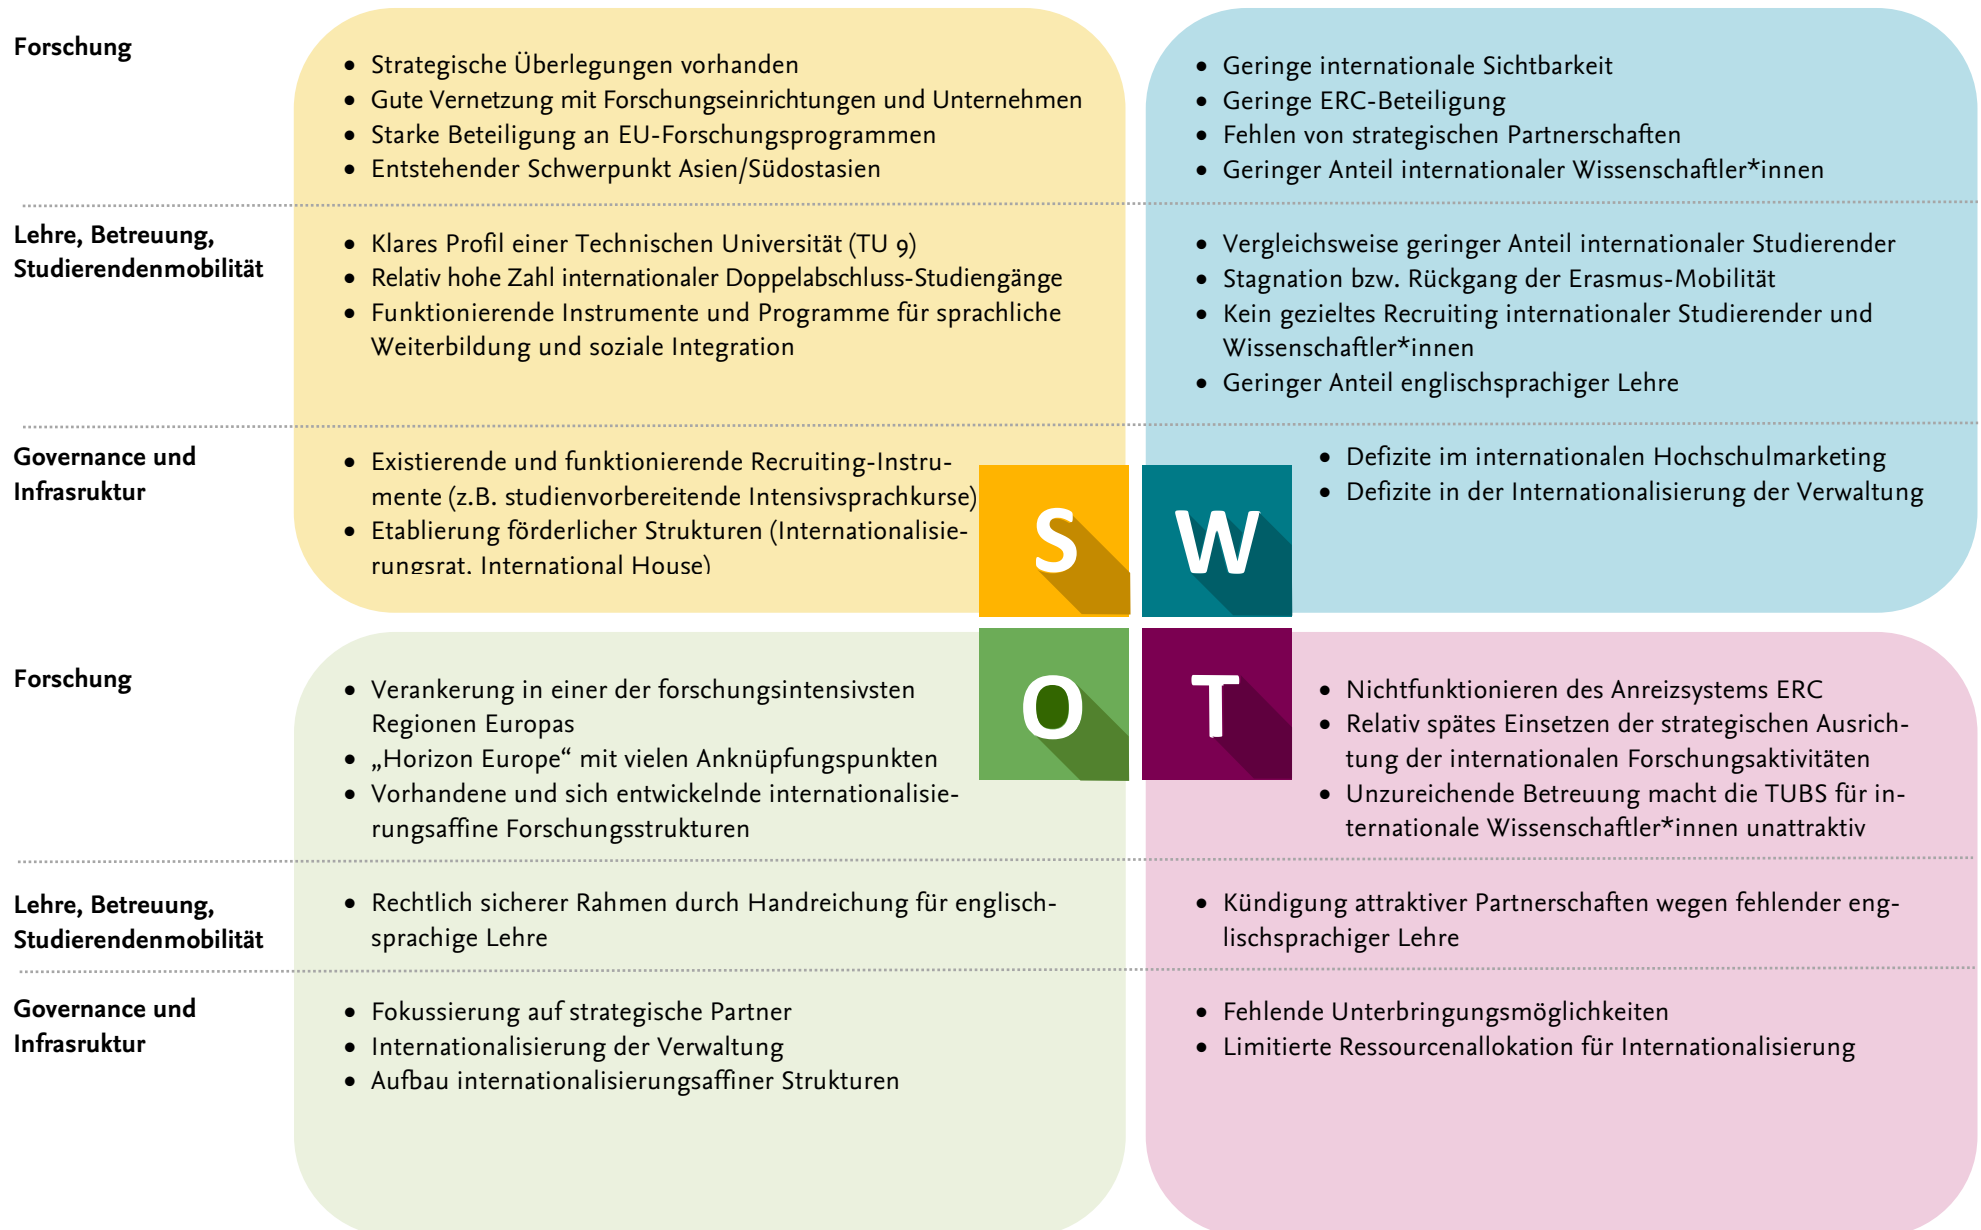 Forschung
• Strategische Überlegungen vorhanden
• Gute Vernetzung mit Forschungseinrichtungen und Unternehmen
• Starke Beteiligung an EU-Forschungsprogrammen
• Entstehender Schwerpunkt Asien/Südostasien
• Geringe internationale Sichtbarkeit
• Geringe ERC-Beteiligung
• Fehlen von strategischen Partnerschaften
• Geringer Anteil internationaler Wissenschaftler*innen
Lehre, Betreuung,
Studierendenmobilität
• Klares Profil einer Technischen Universität (TU 9)
• Relativ hohe Zahl internationaler Doppelabschluss-Studiengänge
• Funktionierende Instrumente und Programme für sprachliche
Weiterbildung und soziale Integration
• Vergleichsweise geringer Anteil internationaler Studierender
• Stagnation bzw. Rückgang der Erasmus-Mobilität
• Kein gezieltes Recruiting internationaler Studierender und
Wissenschaftler*innen
• Geringer Anteil englischsprachiger Lehre
Governance und
Infrasruktur
• Existierende und funktionierende Recruiting-Instru-
mente (z.B. studienvorbereitende Intensivsprachkurse)
• Etablierung förderlicher Strukturen (Internationalisie-
rungsrat, International House)
S
W
• Defizite im internationalen Hochschulmarketing
• Defizite in der Internationalisierung der Verwaltung
Forschung
• Verankerung in einer der forschungsintensivsten
Regionen Europas
• „Horizon Europe“ mit vielen Anknüpfungspunkten
• Vorhandene und sich entwickelnde internationalisie-
rungsaffine Forschungsstrukturen
O
T
• Nichtfunktionieren des Anreizsystems ERC
• Relativ spätes Einsetzen der strategischen Ausrich-
tung der internationalen Forschungsaktivitäten
• Unzureichende Betreuung macht die TUBS für in-
ternationale Wissenschaftler*innen unattraktiv
Lehre, Betreuung,
Studierendenmobilität
• Rechtlich sicherer Rahmen durch Handreichung für englisch-
sprachige Lehre
• Kündigung attraktiver Partnerschaften wegen fehlender eng-
lischsprachiger Lehre
Governance und
Infrasruktur
• Fokussierung auf strategische Partner
• Internationalisierung der Verwaltung
• Aufbau internationalisierungsaffiner Strukturen
• Fehlende Unterbringungsmöglichkeiten
• Limitierte Ressourcenallokation für Internationalisierung